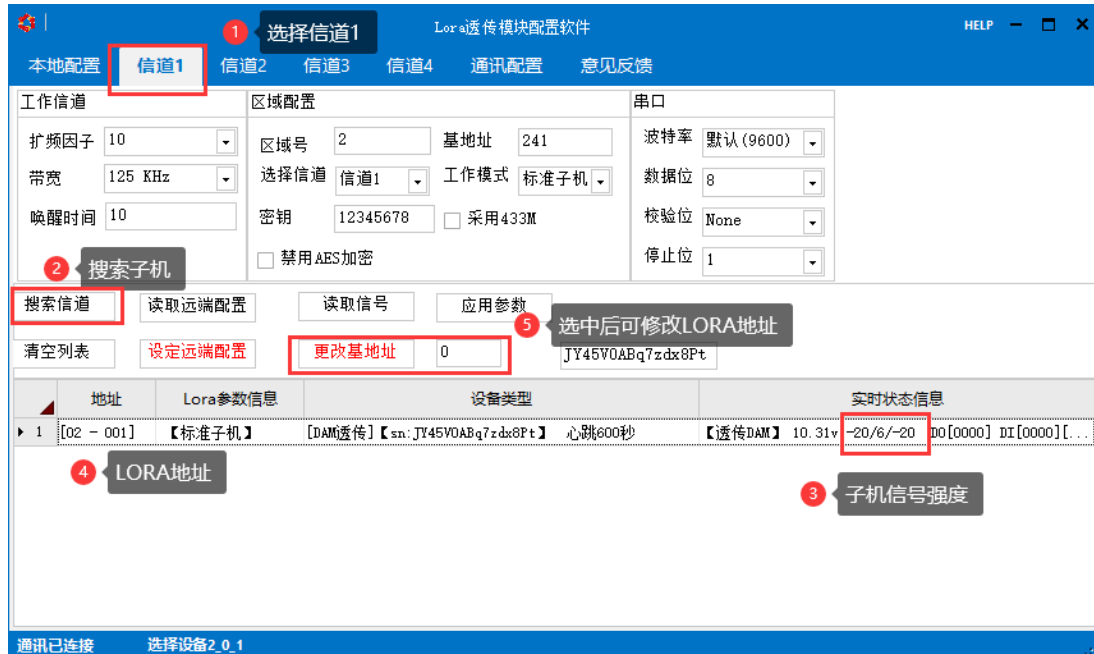 1 选择信道1 Lora透传模块配置软件 HELP
本地配置 信道1 信道2 信道3 信道4 通讯配置 意见反馈
工作信道 区域配置 串口
扩频因子 10 区域号 2 基地址 241 波特率 默认(9600)
带宽 125 KHz 选择信道 信道1 工作模式 标准子机 数据位 8
唤醒时间 10 密钥 12345678 采用433M 校验位 None
禁用AES加密 停止位 1
2 搜索子机
搜索信道 读取远端配置 读取信号 应用参数
5 选中后可修改LORA地址
清空列表 设定远端配置 更改基地址 0 JY45V0ABq7zdx8Pt
地址 Lora参数信息 设备类型 实时状态信息
1 [02 - 001] 【标准子机】 [DAM透传]【sn:JY45V0ABq7zdx8Pt】 心跳600秒 【透传DAM】 10.31v -20/6/-20 DO[0000] DI[0000][...
4 LORA地址
3 子机信号强度
通讯已连接 选择设备2_0_1